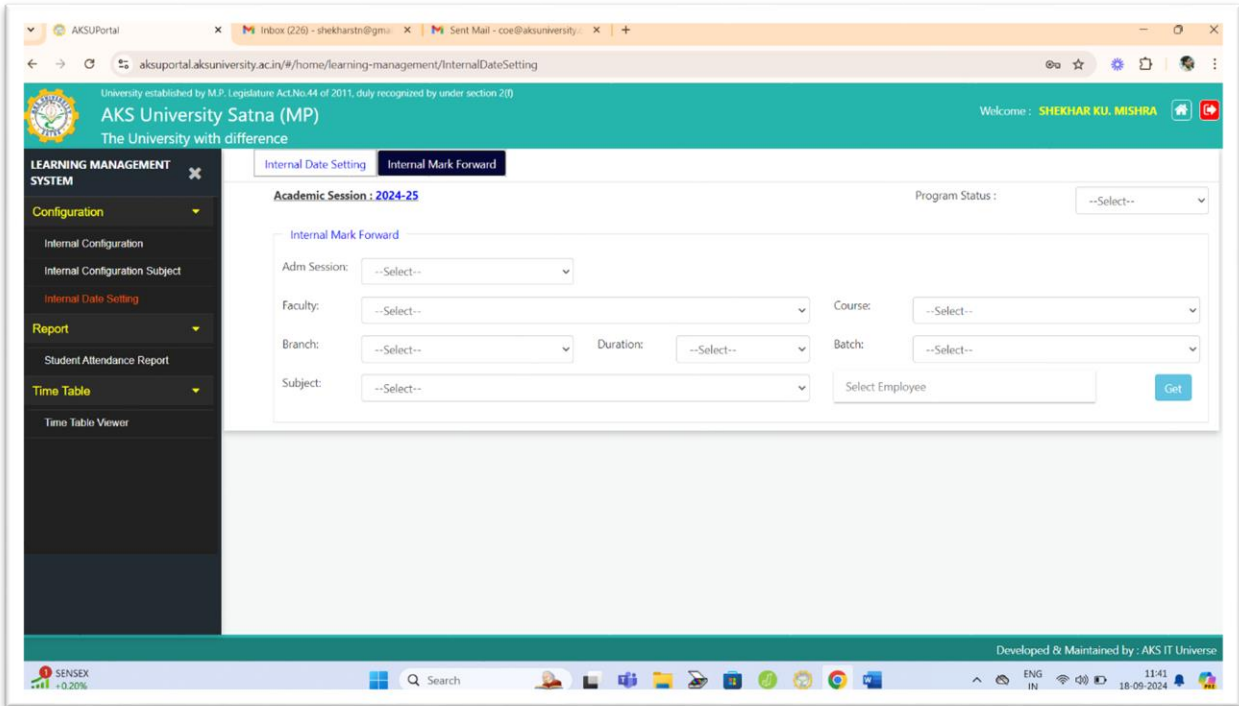 AKSUPortal
Inbox (226) - shekharstn@gma
Sent Mail - coe@aksuniversity.
aksuportal.aksuniversity.ac.in/#/home/learning-management/InternalDateSetting
University established by M.P. Legislature Act.No.44 of 2011, duly recognized by under section 2(f)
AKS University Satna (MP)
The University with difference
Welcome : SHEKHAR KU. MISHRA
LEARNING MANAGEMENT SYSTEM
Internal Date Setting
Internal Mark Forward
Academic Session : 2024-25
Program Status :
--Select--
Configuration
Internal Configuration
Internal Configuration Subject
Internal Date Setting
Report
Student Attendance Report
Time Table
Time Table Viewer
Internal Mark Forward
Adm Session:
--Select--
Faculty:
--Select--
Course:
--Select--
Branch:
--Select--
Duration:
--Select--
Batch:
--Select--
Subject:
--Select--
Select Employee
Get
Developed & Maintained by : AKS IT Universe
1
SENSEX
+0.20%
Search
ENG
IN
11:41
18-09-2024